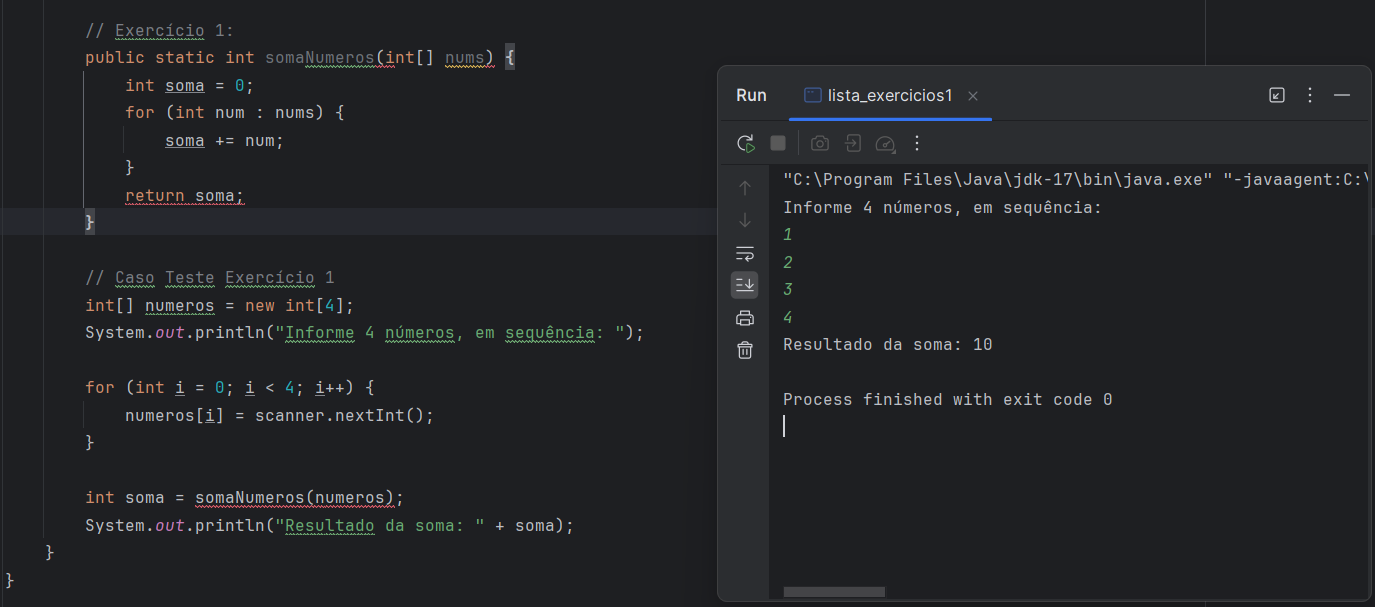 // Exercício 1:
public static int somaNumeros(int[] nums) {
int soma = 0;
for (int num : nums) {
soma += num;
}
return soma;
}
// Caso Teste Exercício 1
int[] numeros = new int[4];
System.out.println("Informe 4 números, em sequência: ");
for (int i = 0; i < 4; i++) {
numeros[i] = scanner.nextInt();
}
int soma = somaNumeros(numeros);
System.out.println("Resultado da soma: " + soma);
}
}
Run lista_exercicios1
"C:\Program Files\Java\jdk-17\bin\java.exe" "-javaagent:C:\
Informe 4 números, em sequência:
1
2
3
4
Resultado da soma: 10
Process finished with exit code 0